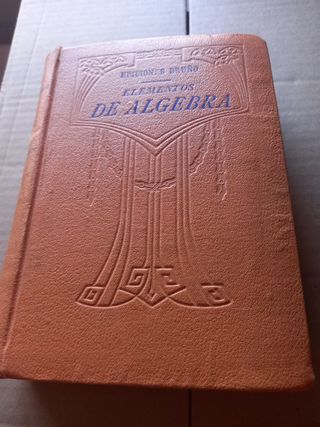 EDICIONES BRUÑO
ELEMENTOS
DE ALGEBRA